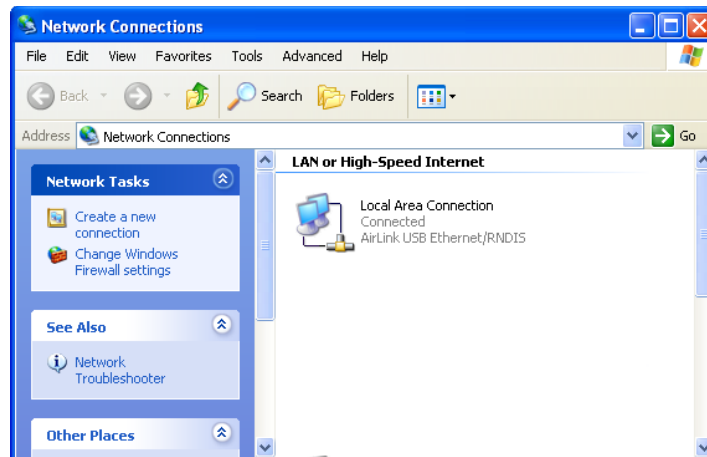 Network Connections
File Edit View Favorites Tools Advanced Help
Back Search Folders
Address Network Connections Go
Network Tasks
Create a new
connection
Change Windows
Firewall settings
See Also
Network
Troubleshooter
Other Places
LAN or High-Speed Internet
Local Area Connection
Connected
AirLink USB Ethernet/RNDIS